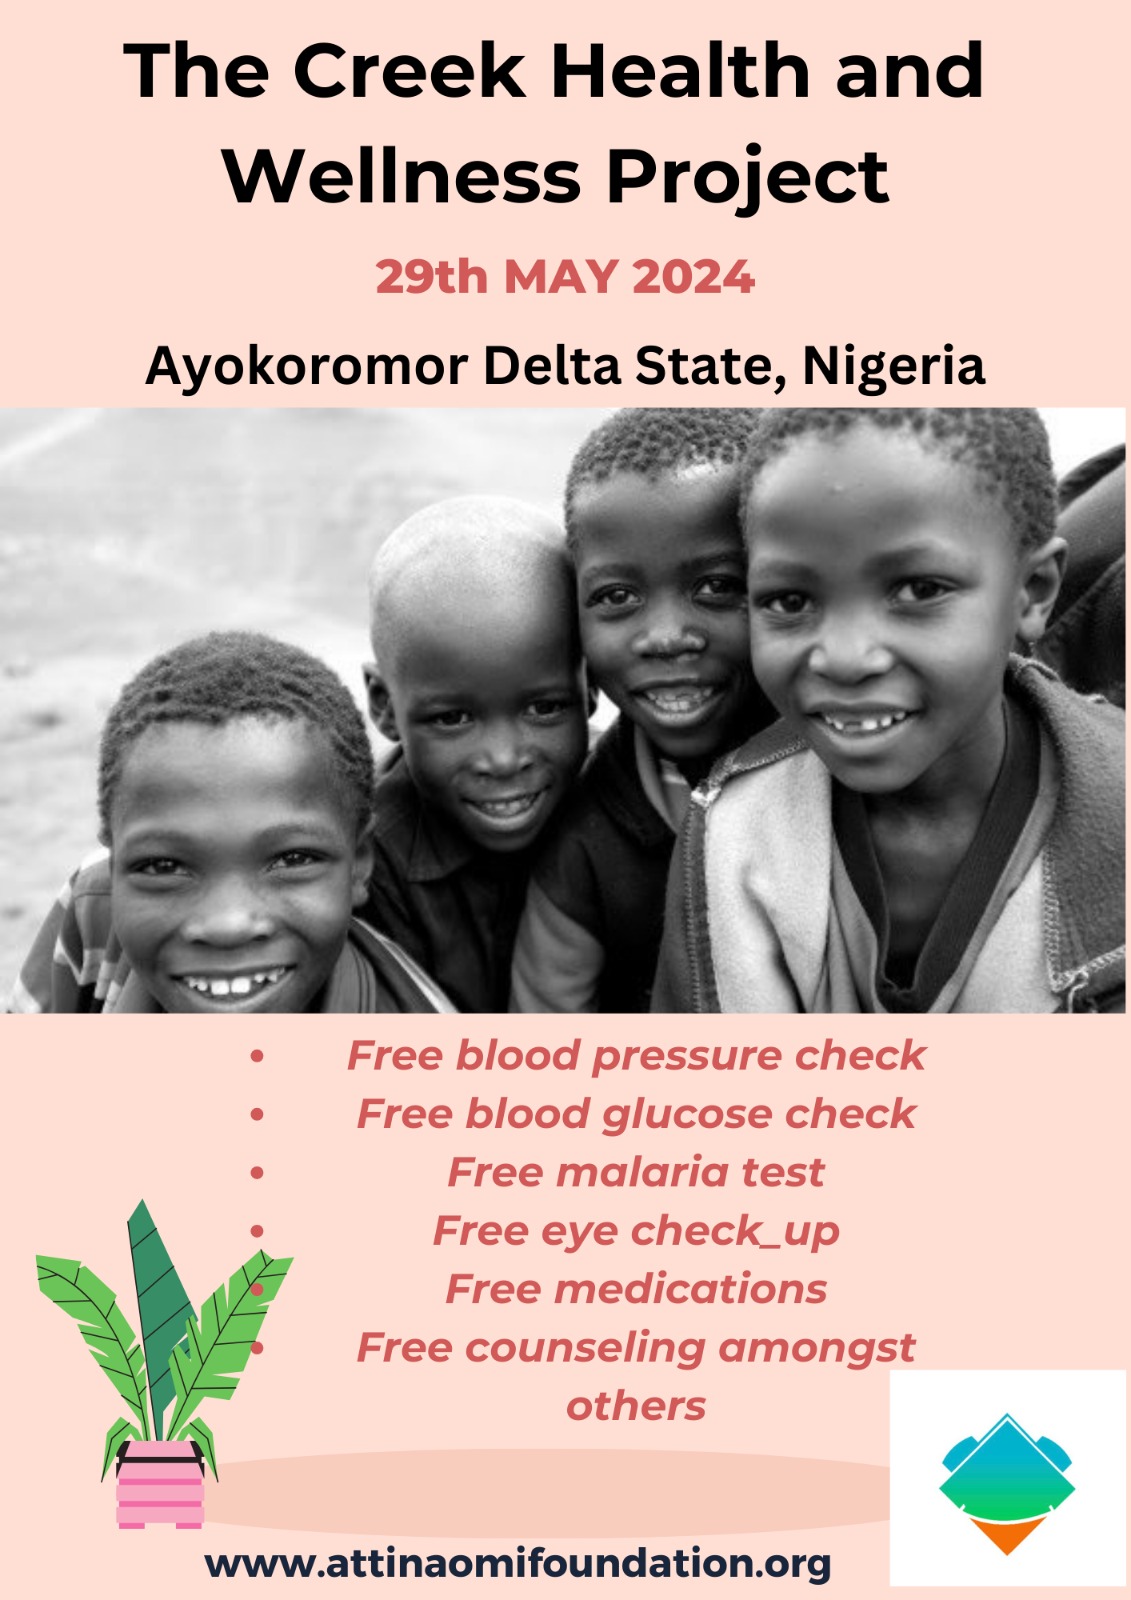 The Creek Health and
Wellness Project
29th MAY 2024
Ayokoromor Delta State, Nigeria
• Free blood pressure check
• Free blood glucose check
• Free malaria test
• Free eye check_up
• Free medications
• Free counseling amongst
others
www.attinaomifoundation.org